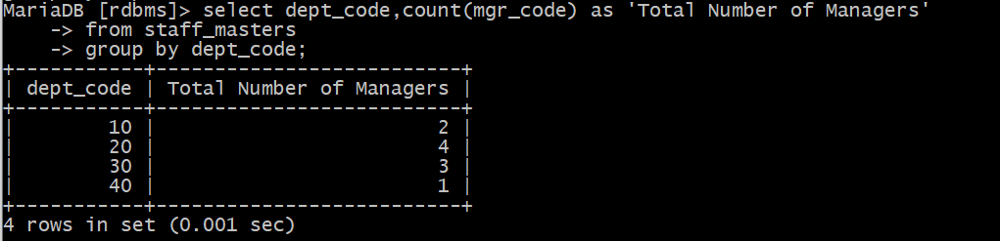 MariaDB [rdbms]> select dept_code,count(mgr_code) as 'Total Number of Managers'
    -> from staff_masters
    -> group by dept_code;
+-----------+--------------------------+
| dept_code | Total Number of Managers |
+-----------+--------------------------+
|        10 |                        2 |
|        20 |                        4 |
|        30 |                        3 |
|        40 |                        1 |
+-----------+--------------------------+
4 rows in set (0.001 sec)